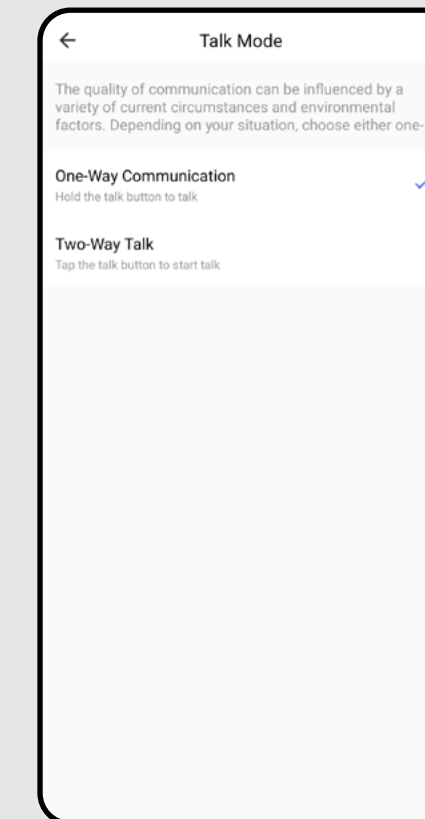 Talk Mode
The quality of communication can be influenced by a
variety of current circumstances and environmental
factors. Depending on your situation, choose either one-
One-Way Communication
Hold the talk button to talk
Two-Way Talk
Tap the talk button to start talk